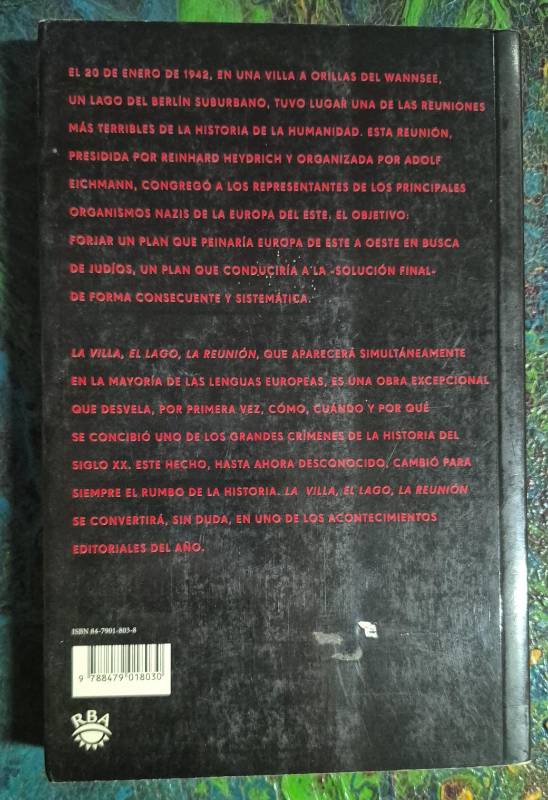 EL 20 DE ENERO DE 1942, EN UNA VILLA A ORILLAS DEL WANNSEE,
UN LAGO DEL BERLÍN SUBURBANO, TUVO LUGAR UNA DE LAS REUNIONES
MÁS TERRIBLES DE LA HISTORIA DE LA HUMANIDAD. ESTA REUNIÓN,
PRESIDIDA POR REINHARD HEYDRICH Y ORGANIZADA POR ADOLF
EICHMANN, CONGREGÓ A LOS REPRESENTANTES DE LOS PRINCIPALES
ORGANISMOS NAZIS DE LA EUROPA DEL ESTE. EL OBJETIVO:
FORJAR UN PLAN QUE PEINARÍA EUROPA DE ESTE A OESTE EN BUSCA
DE JUDÍOS, UN PLAN QUE CONDUCIRÍA A LA «SOLUCIÓN FINAL»
DE FORMA CONSECUENTE Y SISTEMÁTICA.
LA VILLA, EL LAGO, LA REUNIÓN, QUE APARECERÁ SIMULTÁNEAMENTE
EN LA MAYORÍA DE LAS LENGUAS EUROPEAS, ES UNA OBRA EXCEPCIONAL
QUE DESVELA, POR PRIMERA VEZ, CÓMO, CUÁNDO Y POR QUÉ
SE CONCIBIÓ UNO DE LOS GRANDES CRÍMENES DE LA HISTORIA DEL
SIGLO XX. ESTE HECHO, HASTA AHORA DESCONOCIDO, CAMBIÓ PARA
SIEMPRE EL RUMBO DE LA HISTORIA. LA VILLA, EL LAGO, LA REUNIÓN
SE CONVERTIRÁ, SIN DUDA, EN UNO DE LOS ACONTECIMIENTOS
EDITORIALES DEL AÑO.
ISBN 84-7901-803-8
9 788479 018030
RBA